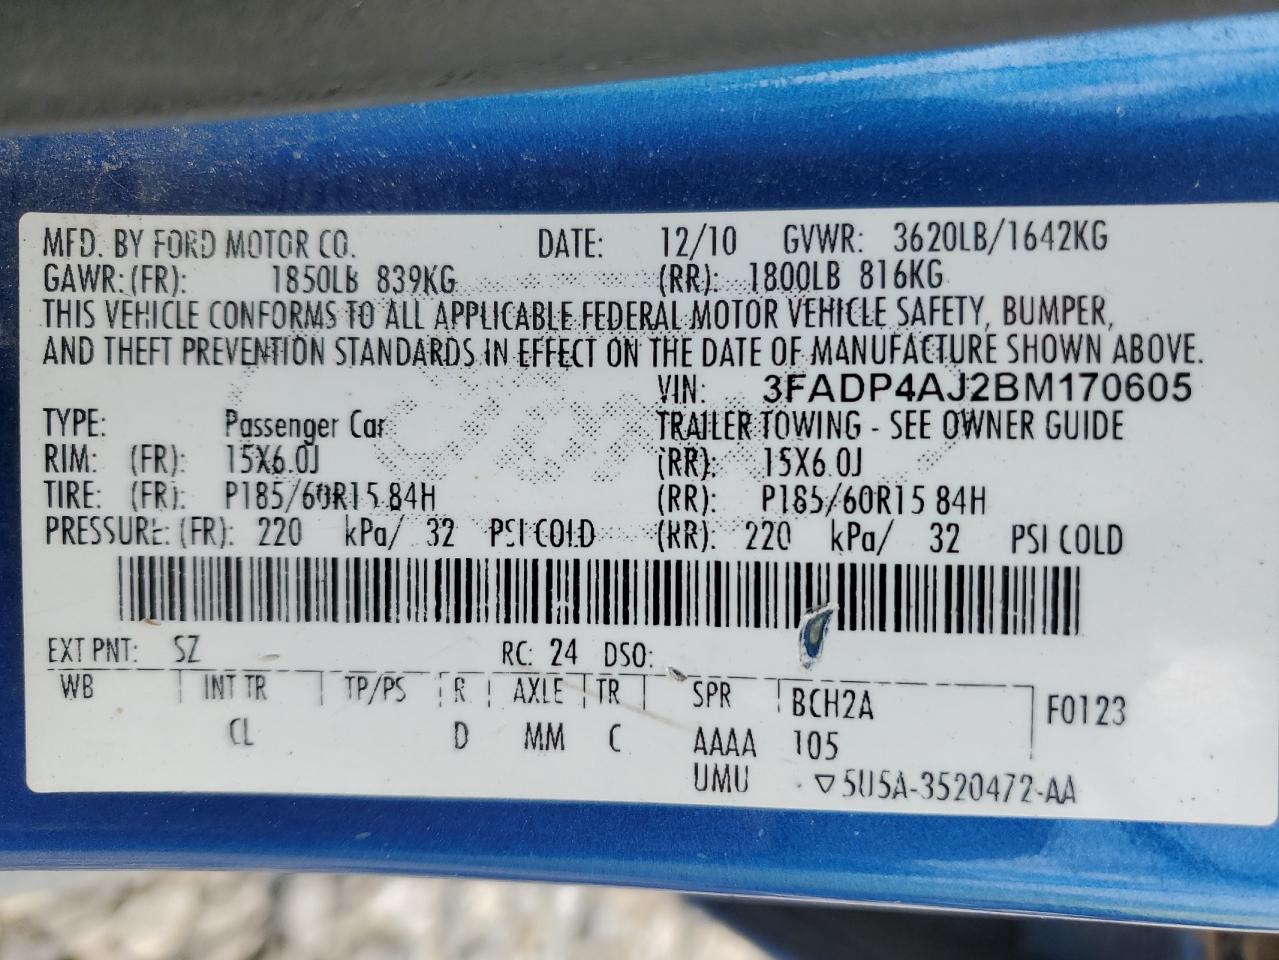 MFD. BY FORD MOTOR CO. DATE: 12/10 GVWR: 3620LB/1642KG
GAWR: (FR): 1850LB 839KG (RR): 1800LB 816KG
THIS VEHICLE CONFORMS TO ALL APPLICABLE FEDERAL MOTOR VEHICLE SAFETY, BUMPER,
AND THEFT PREVENTION STANDARDS IN EFFECT ON THE DATE OF MANUFACTURE SHOWN ABOVE.
VIN: 3FADP4AJ2BM170605
TYPE: Passenger Car TRAILER TOWING - SEE OWNER GUIDE
RIM: (FR): 15X6.0J (RR): 15X6.0J
TIRE: (FR): P185/60R15 84H (RR): P185/60R15 84H
PRESSURE: (FR): 220 kPa/ 32 PSI COLD (RR): 220 kPa/ 32 PSI COLD
EXT PNT: SZ RC: 24 DSO:
WB INT TR TP/PS R AXLE TR SPR BCH2A F0123
CL D MM C AAAA 105
UMU ▽5U5A-3520472-AA